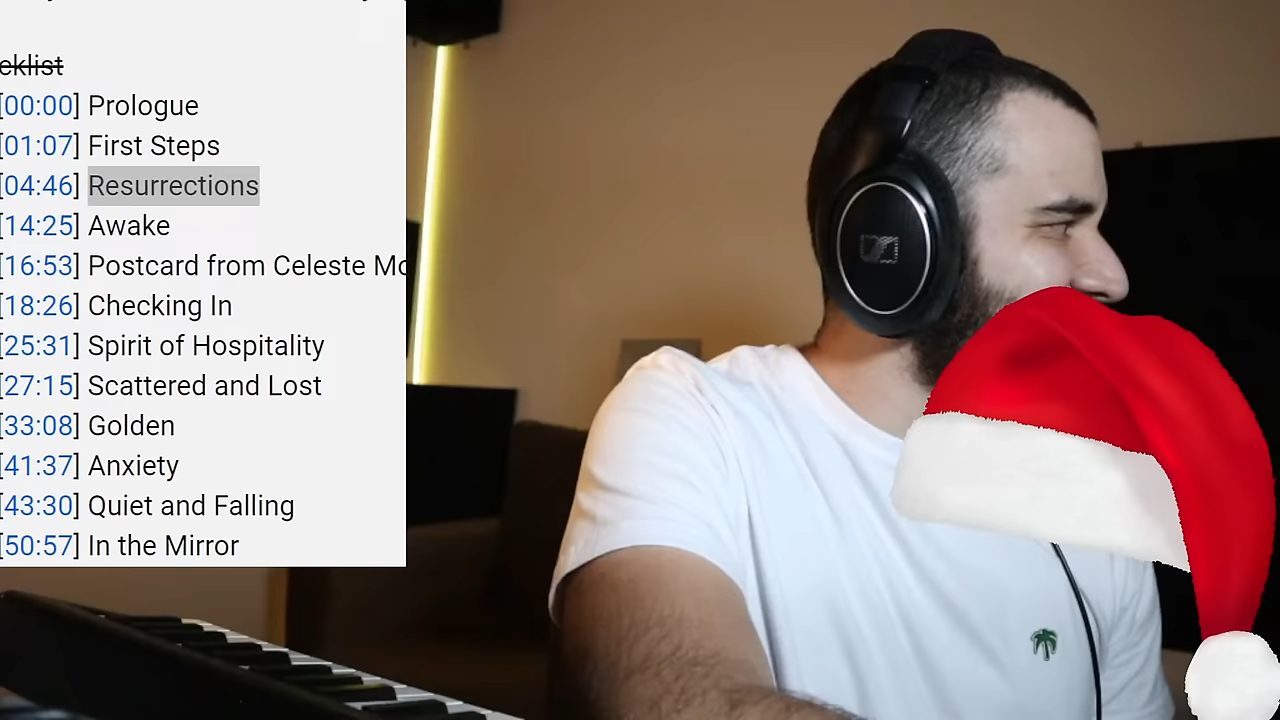 eklist
[00:00] Prologue
[01:07] First Steps
[04:46] Resurrections
[14:25] Awake
[16:53] Postcard from Celeste Mo
[18:26] Checking In
[25:31] Spirit of Hospitality
[27:15] Scattered and Lost
[33:08] Golden
[41:37] Anxiety
[43:30] Quiet and Falling
[50:57] In the Mirror